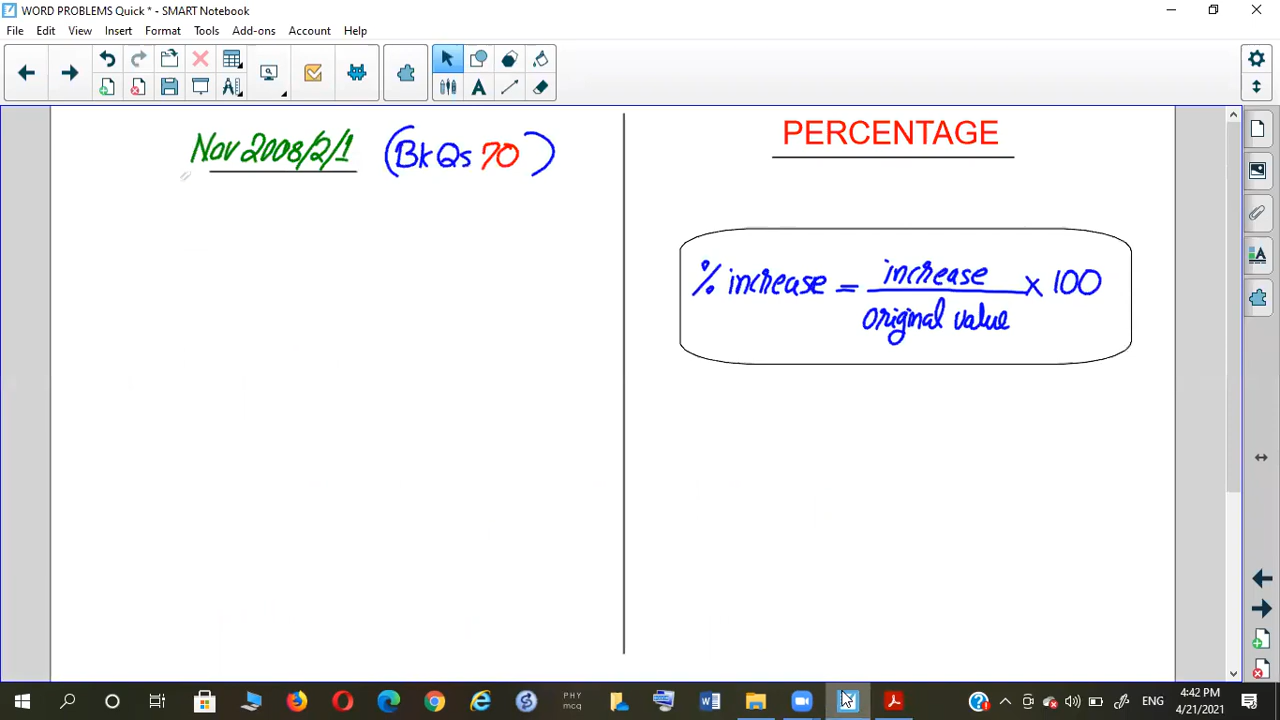 WORD PROBLEMS Quick * - SMART Notebook
File Edit View Insert Format Tools Add-ons Account Help
Nov 2008/2/1 (Bk Qs 70)
PERCENTAGE
% increase = increase / original value × 100
PHY
mcq
ENG
4:42 PM
4/21/2021